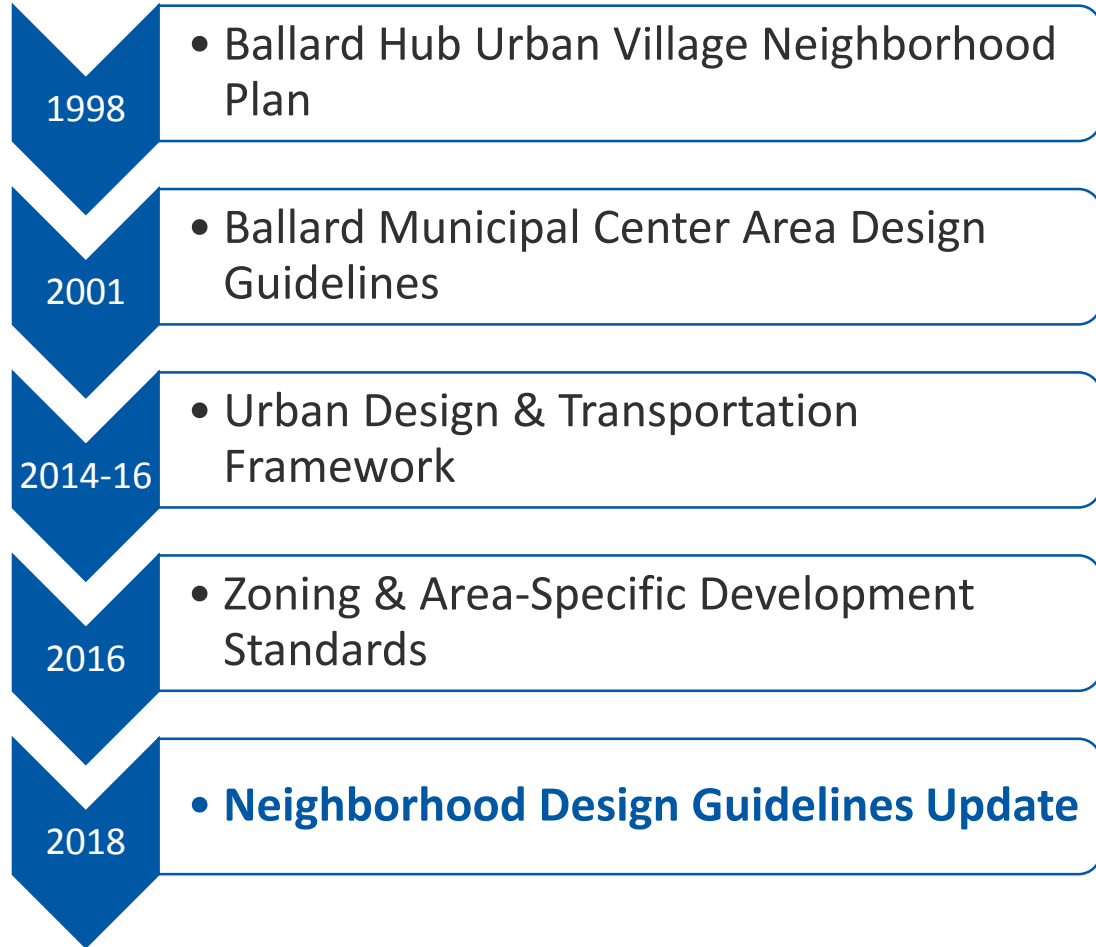 1998
• Ballard Hub Urban Village Neighborhood
Plan
2001
• Ballard Municipal Center Area Design
Guidelines
2014-16
• Urban Design & Transportation
Framework
2016
• Zoning & Area-Specific Development
Standards
2018
• Neighborhood Design Guidelines Update